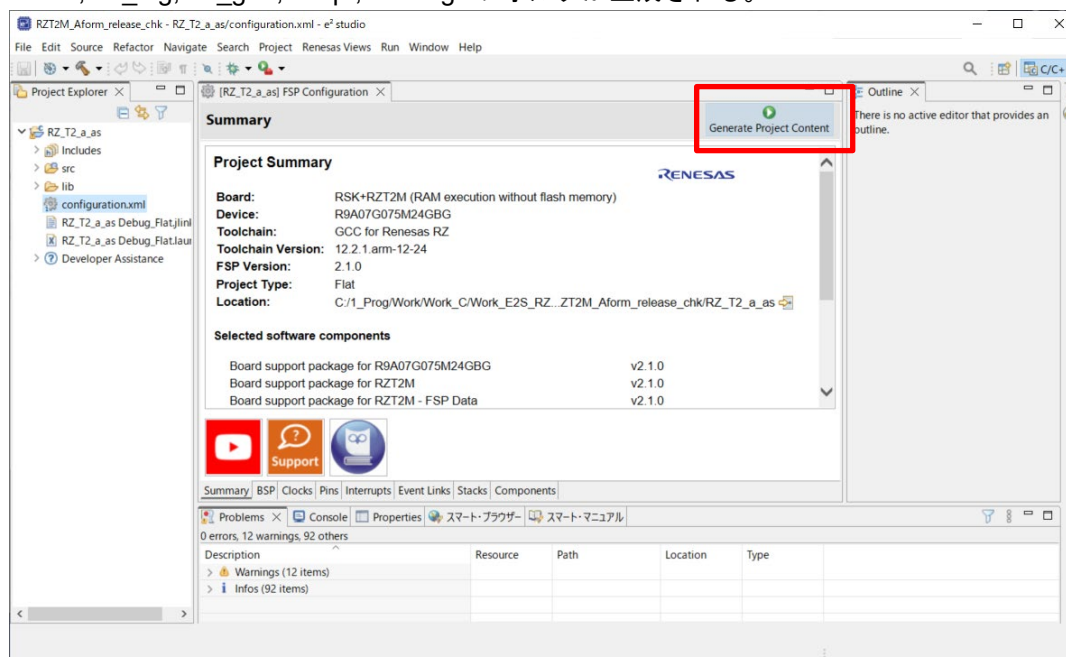 RZT2M_Aform_release_chk - RZ_T2_a_as/configuration.xml - e² studio
File Edit Source Refactor Navigate Search Project Renesas Views Run Window Help
C/C+
Project Explorer
[RZ_T2_a_as] FSP Configuration
Outline
Summary
Generate Project Content
There is no active editor that provides an
outline.
RZ_T2_a_as
Includes
src
lib
configuration.xml
RZ_T2_a_as Debug_Flat.jlinl
RZ_T2_a_as Debug_Flat.laun
Developer Assistance
Project Summary
RENESAS
Board: RSK+RZT2M (RAM execution without flash memory)
Device: R9A07G075M24GBG
Toolchain: GCC for Renesas RZ
Toolchain Version: 12.2.1.arm-12-24
FSP Version: 2.1.0
Project Type: Flat
Location: C:/1_Prog/Work/Work_C/Work_E2S_RZ...ZT2M_Aform_release_chk/RZ_T2_a_as
Selected software components
Board support package for R9A07G075M24GBG v2.1.0
Board support package for RZT2M v2.1.0
Board support package for RZT2M - FSP Data v2.1.0
Support
Summary BSP Clocks Pins Interrupts Event Links Stacks Components
Problems Console Properties スマート・ブラウザー スマート・マニュアル
0 errors, 12 warnings, 92 others
Description Resource Path Location Type
Warnings (12 items)
Infos (92 items)